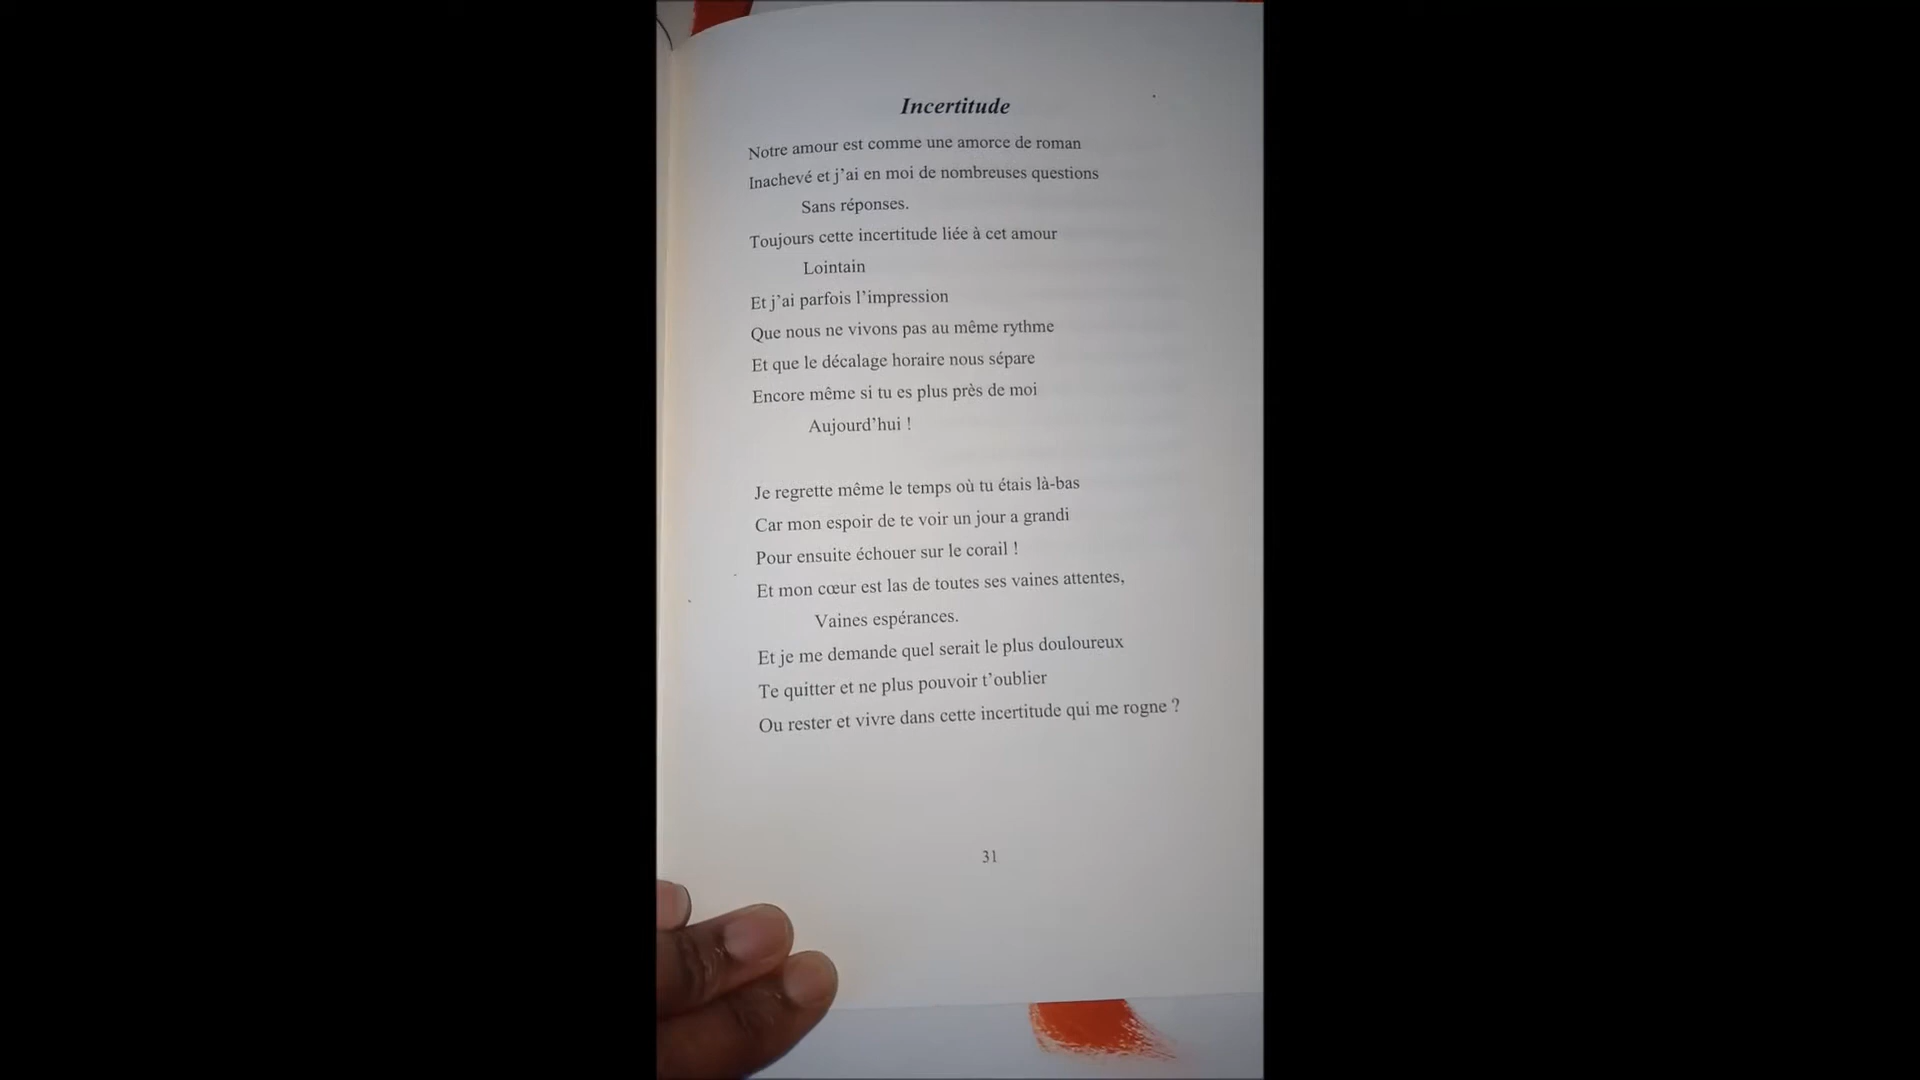 Incertitude
Notre amour est comme une amorce de roman
Inachevé et j'ai en moi de nombreuses questions
Sans réponses.
Toujours cette incertitude liée à cet amour
Lointain
Et j'ai parfois l'impression
Que nous ne vivons pas au même rythme
Et que le décalage horaire nous sépare
Encore même si tu es plus près de moi
Aujourd'hui !
Je regrette même le temps où tu étais là-bas
Car mon espoir de te voir un jour a grandi
Pour ensuite échouer sur le corail !
Et mon cœur est las de toutes ses vaines attentes,
Vaines espérances.
Et je me demande quel serait le plus douloureux
Te quitter et ne plus pouvoir t'oublier
Ou rester et vivre dans cette incertitude qui me rogne ?
31